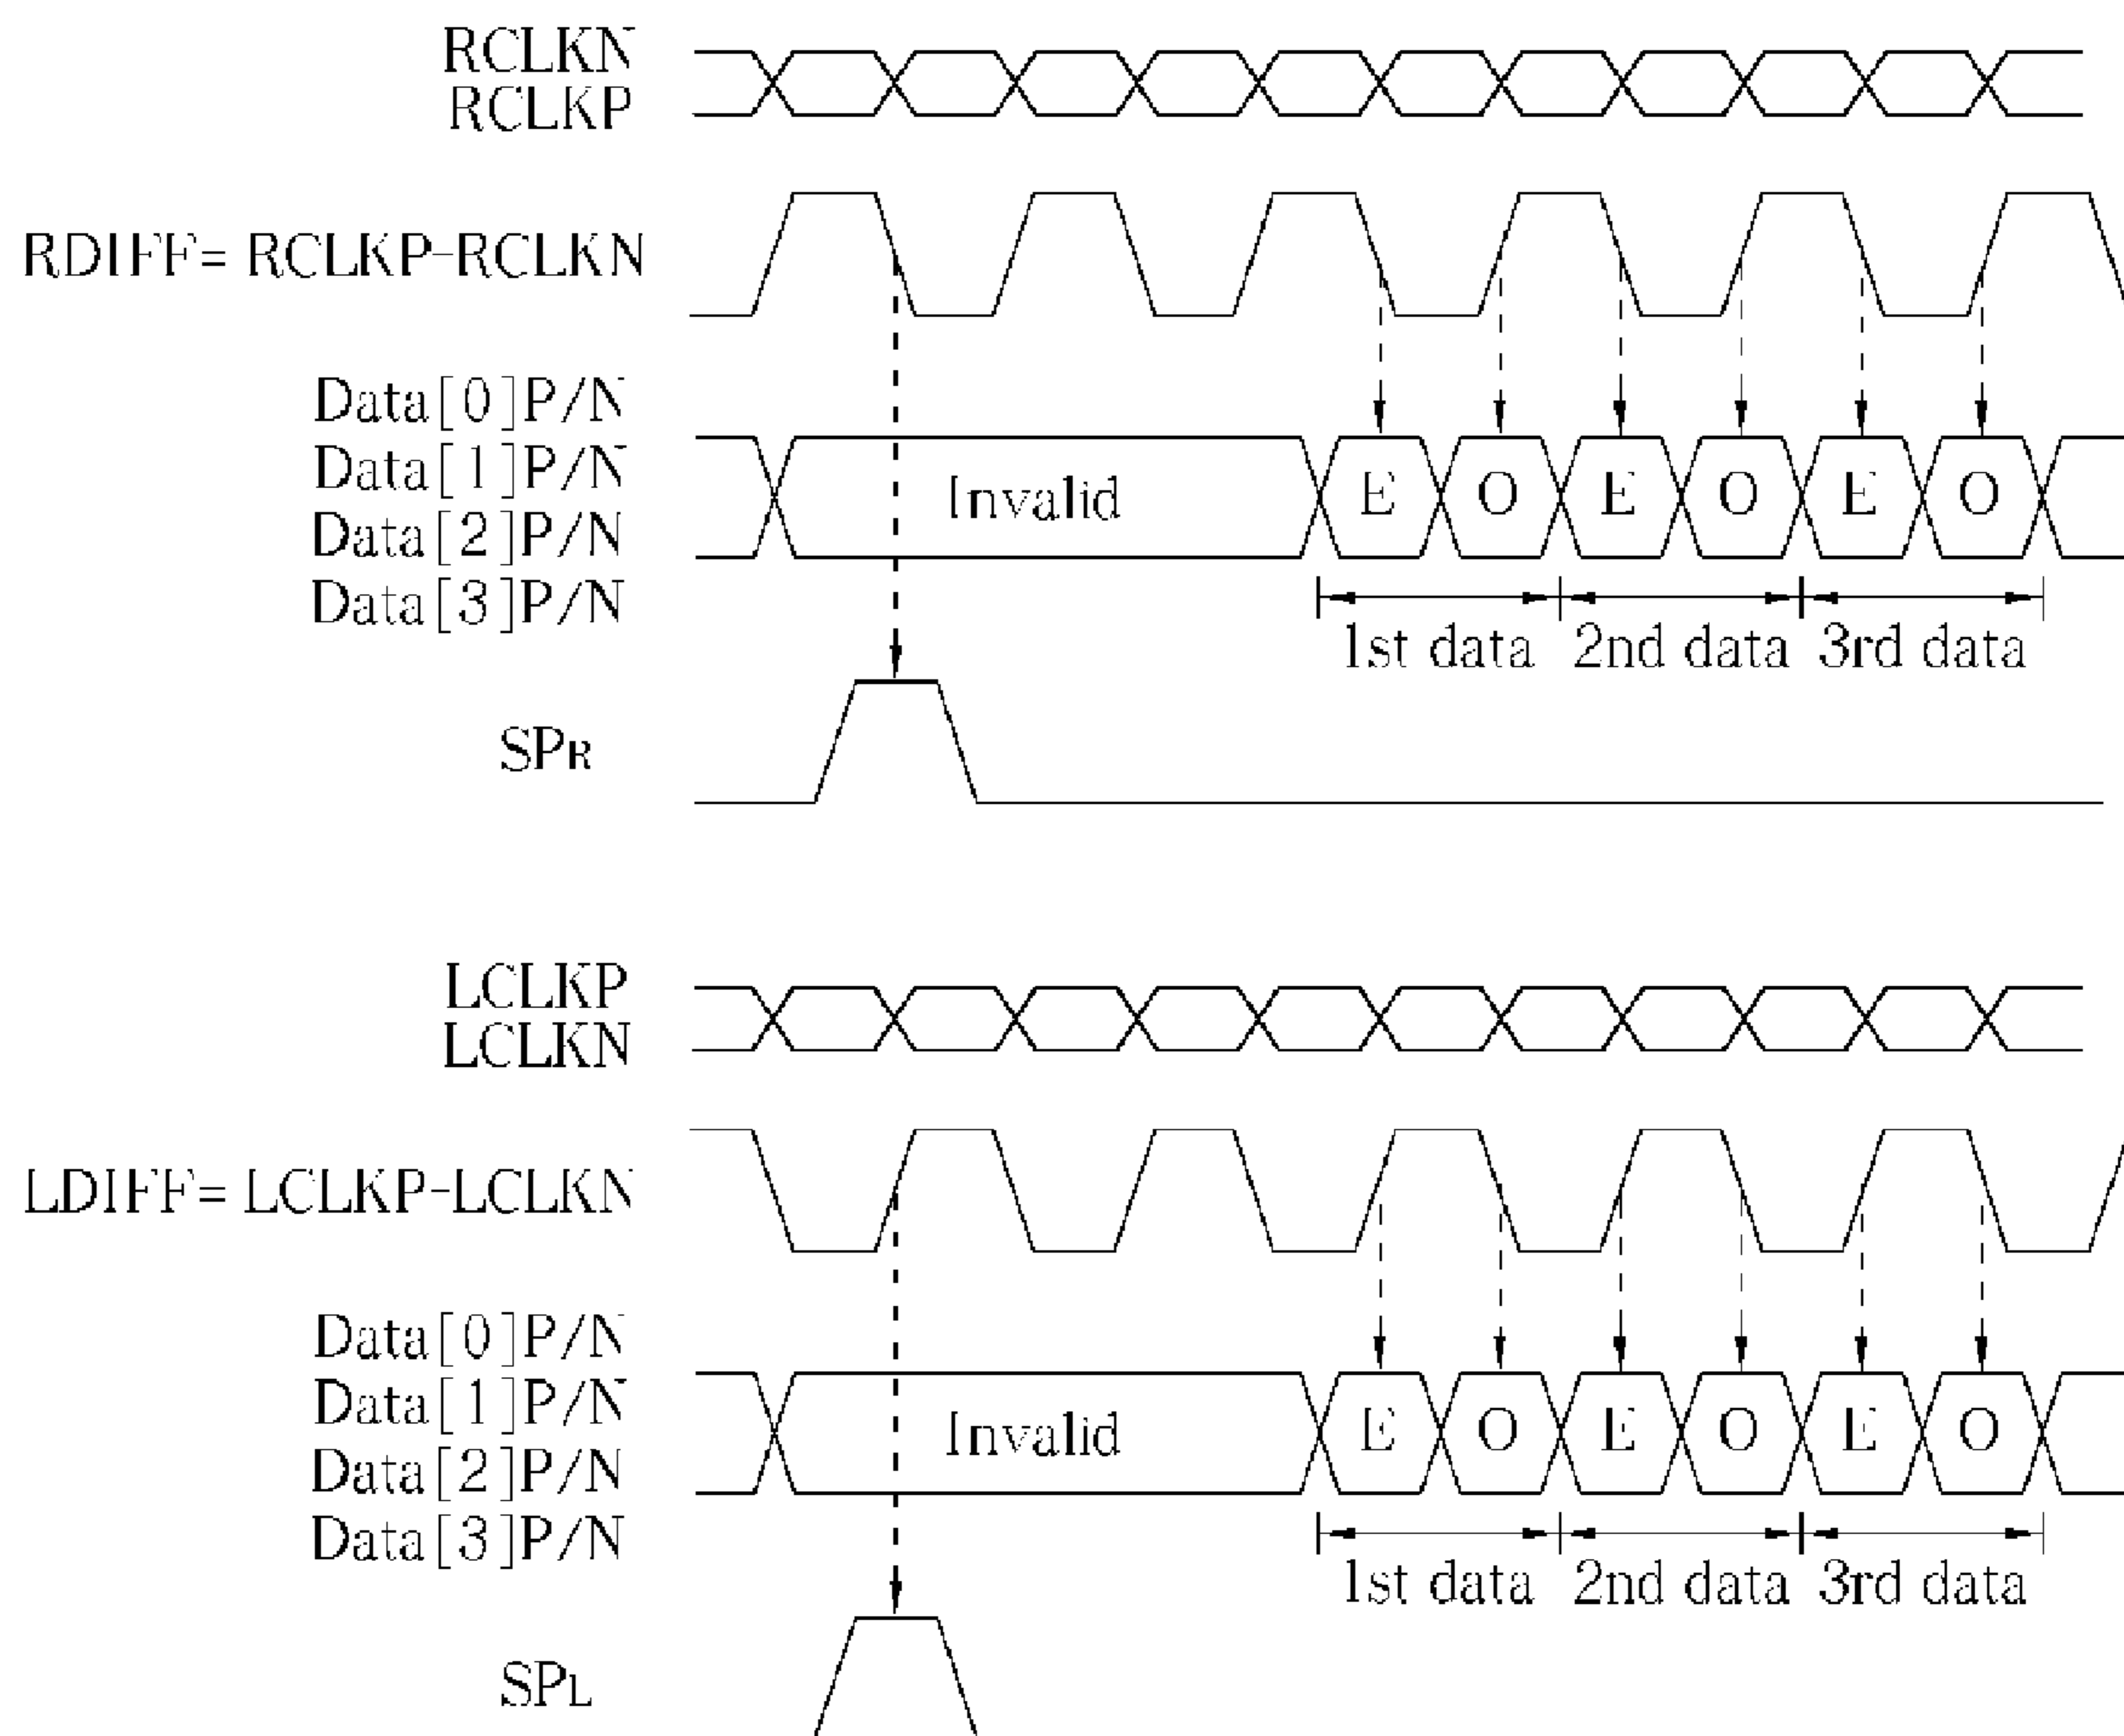 RCLKN
RCLKP
RDIFF= RCLKP-RCLKN
Data[0]P/N
Data[1]P/N
Invalid E O E O E O
Data[2]P/N
Data[3]P/N
1st data 2nd data 3rd data
SPR
LCLKP
LCLKN
LDIFF= LCLKP-LCLKN
Data[0]P/N
Data[1]P/N
Invalid E O E O E O
Data[2]P/N
Data[3]P/N
1st data 2nd data 3rd data
SPL